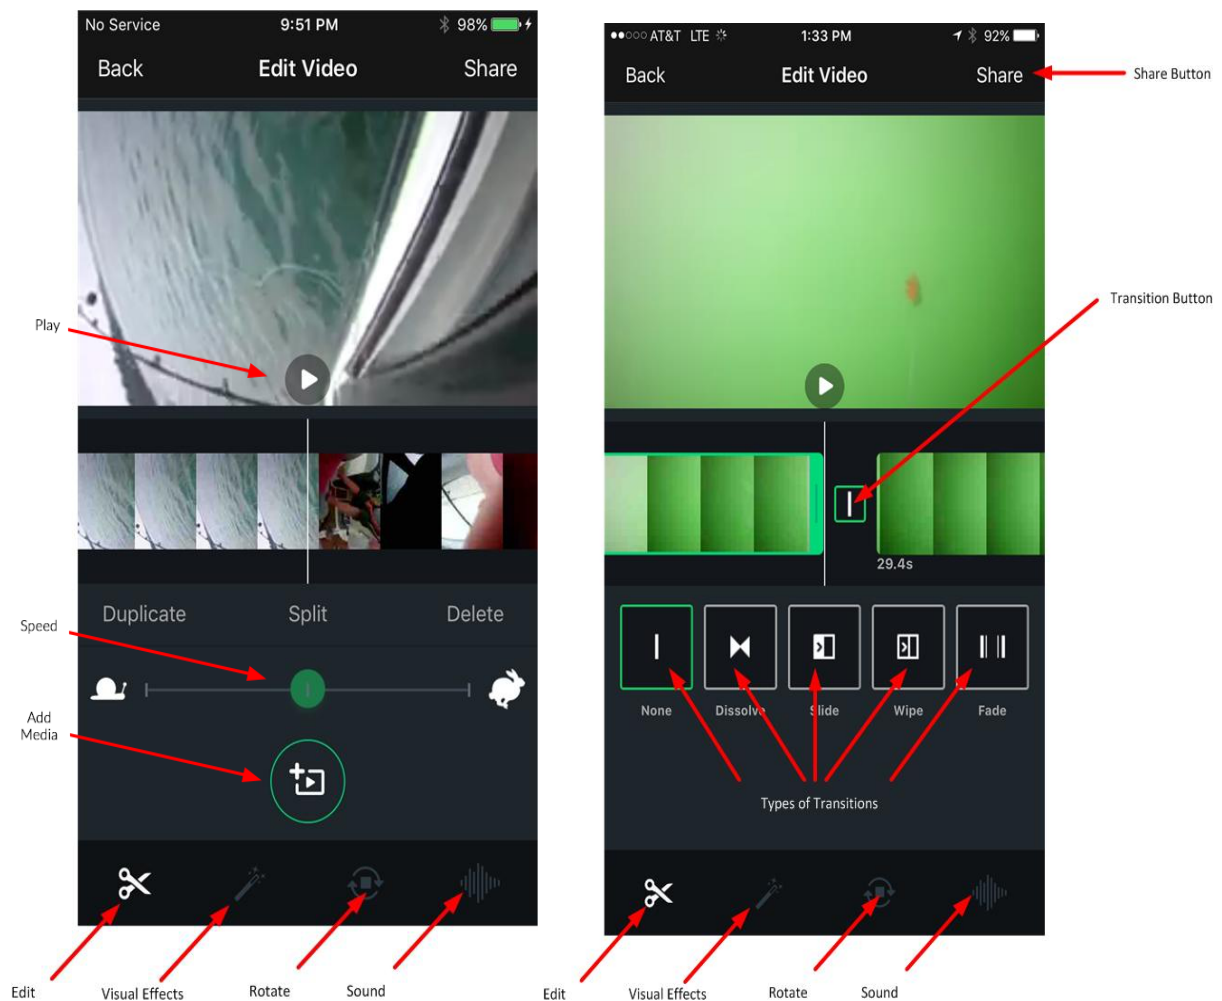 No Service 9:51 PM 98%
Back Edit Video Share
Play
Duplicate Split Delete
Speed
Add
Media
Edit Visual Effects Rotate Sound
AT&T LTE 1:33 PM 92%
Back Edit Video Share
Share Button
Transition Button
29.4s
None Dissolve Slide Wipe Fade
Types of Transitions
Edit Visual Effects Rotate Sound